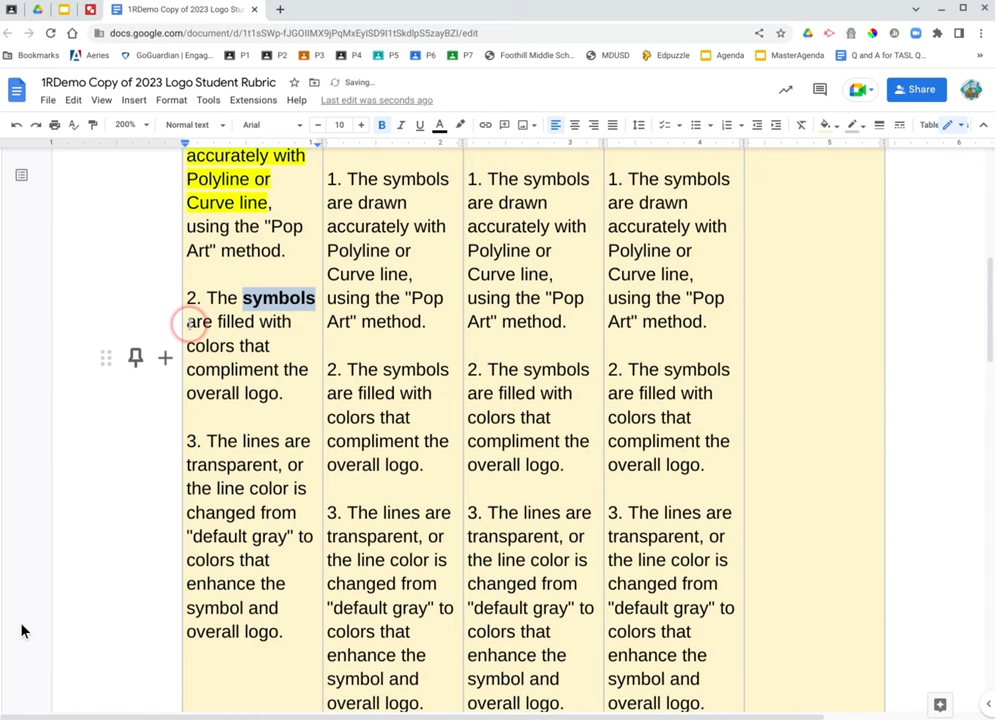 1RDemo Copy of 2023 Logo Student Rubric
docs.google.com/document/d/1t1sSWp-fJGOIIMX9jPqMxEyISD9I1tSkdlpS5zayBZI/edit
Bookmarks Aeries GoGuardian | Engag... P1 P2 P3 P4 P5 P6 P7 Foothill Middle Sch... MDUSD Edpuzzle Agenda MasterAgenda Q and A for TASL Q...
1RDemo Copy of 2023 Logo Student Rubric Saving...
File Edit View Insert Format Tools Extensions Help Last edit was seconds ago
Share
200% Normal text Arial 10 B I U A Table
1 1 2 3 4 5 6
accurately with
Polyline or
Curve line,
using the "Pop
Art" method.
2. The symbols
are filled with
colors that
compliment the
overall logo.
3. The lines are
transparent, or
the line color is
changed from
"default gray" to
colors that
enhance the
symbol and
overall logo.
1. The symbols
are drawn
accurately with
Polyline or
Curve line,
using the "Pop
Art" method.
2. The symbols
are filled with
colors that
compliment the
overall logo.
3. The lines are
transparent, or
the line color is
changed from
"default gray" to
colors that
enhance the
symbol and
overall logo.
1. The symbols
are drawn
accurately with
Polyline or
Curve line,
using the "Pop
Art" method.
2. The symbols
are filled with
colors that
compliment the
overall logo.
3. The lines are
transparent, or
the line color is
changed from
"default gray" to
colors that
enhance the
symbol and
overall logo.
1. The symbols
are drawn
accurately with
Polyline or
Curve line,
using the "Pop
Art" method.
2. The symbols
are filled with
colors that
compliment the
overall logo.
3. The lines are
transparent, or
the line color is
changed from
"default gray" to
colors that
enhance the
symbol and
overall logo.